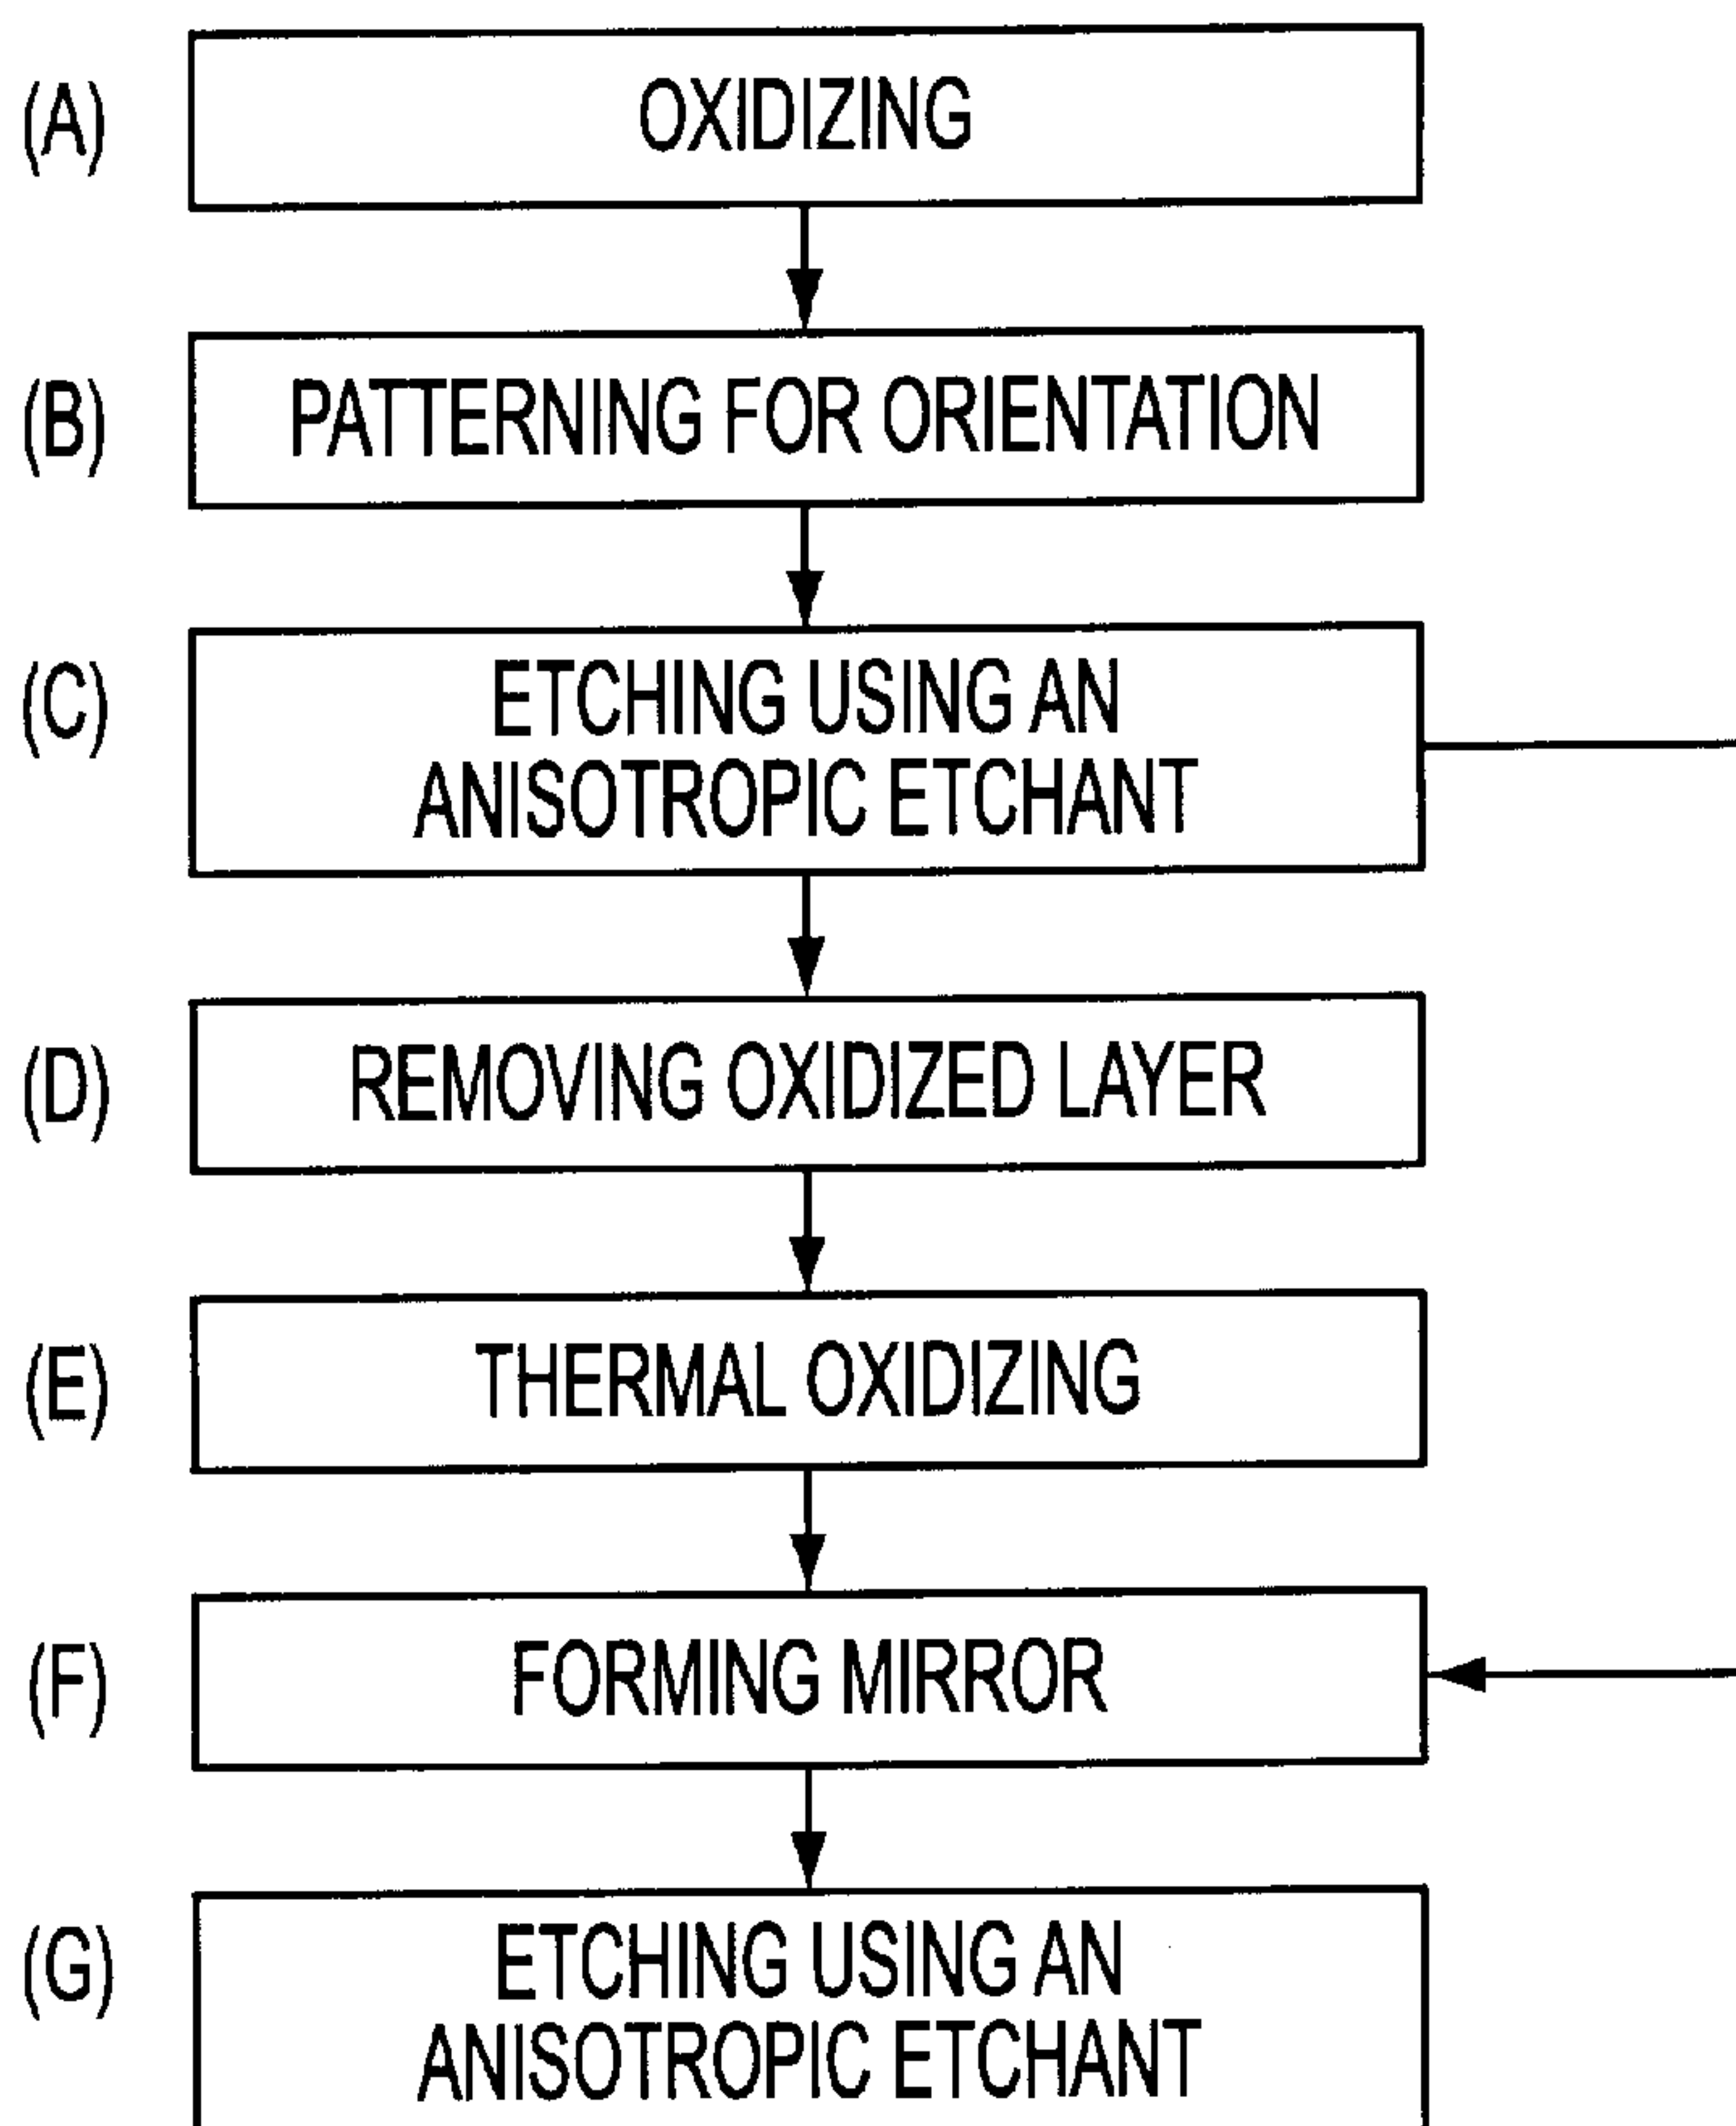 (A) OXIDIZING
(B) PATTERNING FOR ORIENTATION
(C) ETCHING USING AN
ANISOTROPIC ETCHANT
(D) REMOVING OXIDIZED LAYER
(E) THERMAL OXIDIZING
(F) FORMING MIRROR
(G) ETCHING USING AN
ANISOTROPIC ETCHANT